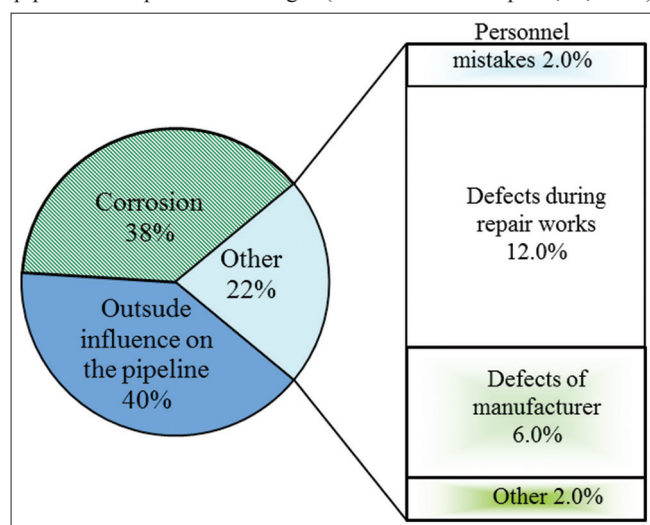 Personnel
mistakes 2.0%
Corrosion
38%
Other
22%
Outsude
influence on
the pipeline
40%
Defects during
repair works
12.0%
Defects of
manufacturer
6.0%
Other 2.0%